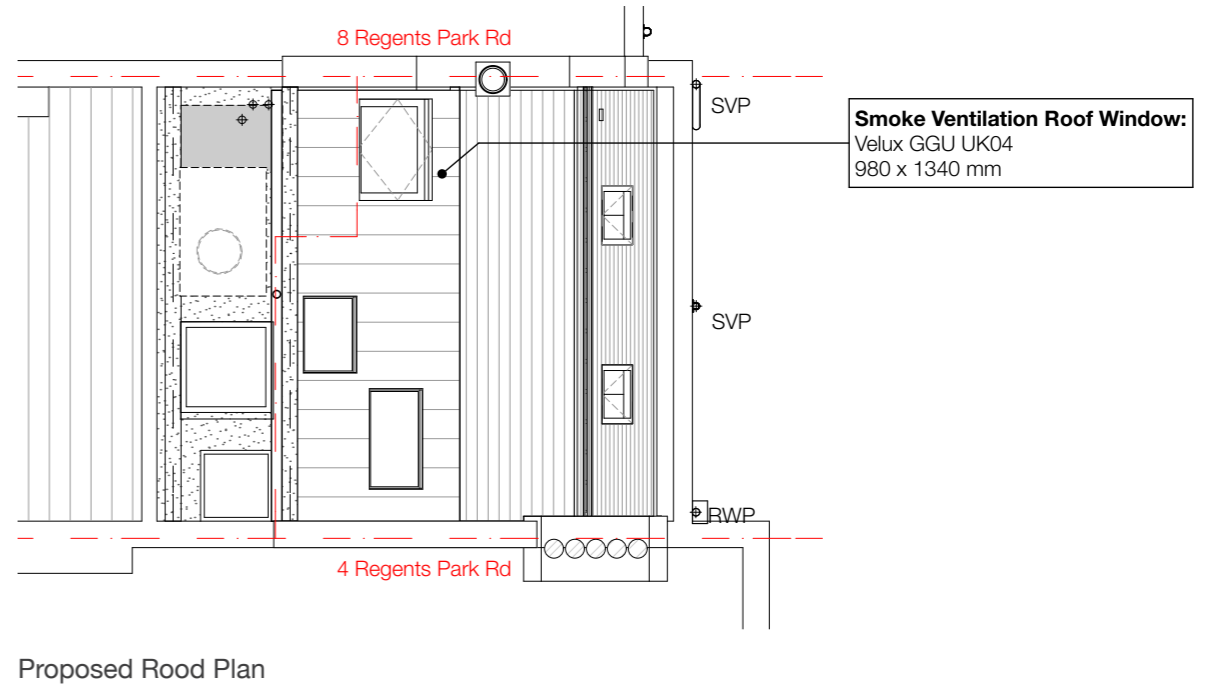 8 Regents Park Rd
SVP
Smoke Ventilation Roof Window:
Velux GGU UK04
980 x 1340 mm
SVP
RWP
4 Regents Park Rd
Proposed Rood Plan